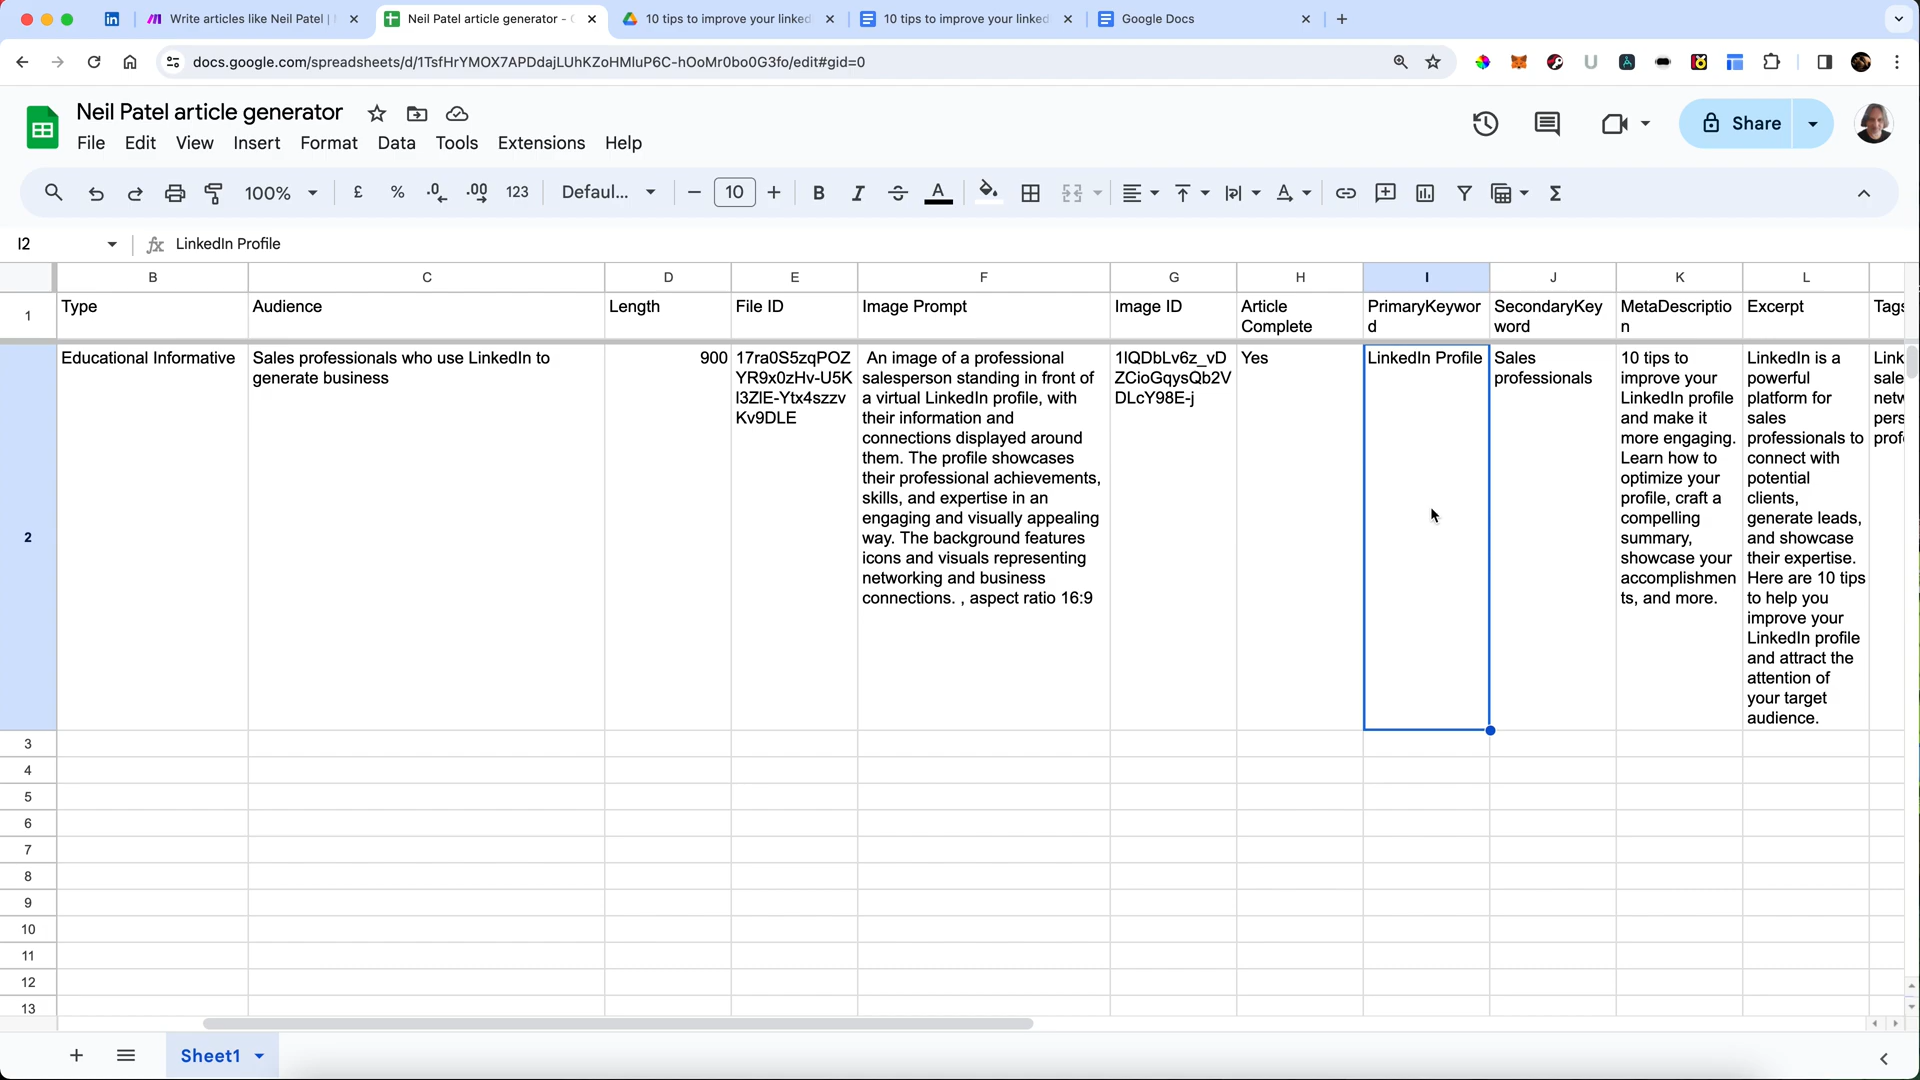 Write articles like Neil Patel |
Neil Patel article generator -
10 tips to improve your linked
10 tips to improve your linked
Google Docs
docs.google.com/spreadsheets/d/1TsfHrYMOX7APDdajLUhKZoHMluP6C-hOoMr0bo0G3fo/edit#gid=0
Neil Patel article generator
File Edit View Insert Format Data Tools Extensions Help
Share
100% £ % .0 .00 123 Defaul... 10 B I A
I2 fx LinkedIn Profile
B C D E F G H I J K L
1
Type
Audience
Length
File ID
Image Prompt
Image ID
Article
Complete
PrimaryKeywor
d
SecondaryKey
word
MetaDescriptio
n
Excerpt
Tags
2
Educational Informative
Sales professionals who use LinkedIn to
generate business
900
17ra0S5zqPOZ
YR9x0zHv-U5K
l3ZlE-Ytx4szzv
Kv9DLE
An image of a professional
salesperson standing in front of
a virtual LinkedIn profile, with
their information and
connections displayed around
them. The profile showcases
their professional achievements,
skills, and expertise in an
engaging and visually appealing
way. The background features
icons and visuals representing
networking and business
connections. , aspect ratio 16:9
1IQDbLv6z_vD
ZCioGqysQb2V
DLcY98E-j
Yes
LinkedIn Profile
Sales
professionals
10 tips to
improve your
LinkedIn profile
and make it
more engaging.
Learn how to
optimize your
profile, craft a
compelling
summary,
showcase your
accomplishmen
ts, and more.
LinkedIn is a
powerful
platform for
sales
professionals to
connect with
potential
clients,
generate leads,
and showcase
their expertise.
Here are 10 tips
to help you
improve your
LinkedIn profile
and attract the
attention of
your target
audience.
Link
sale
netw
pers
prof
3
4
5
6
7
8
9
10
11
12
13
Sheet1